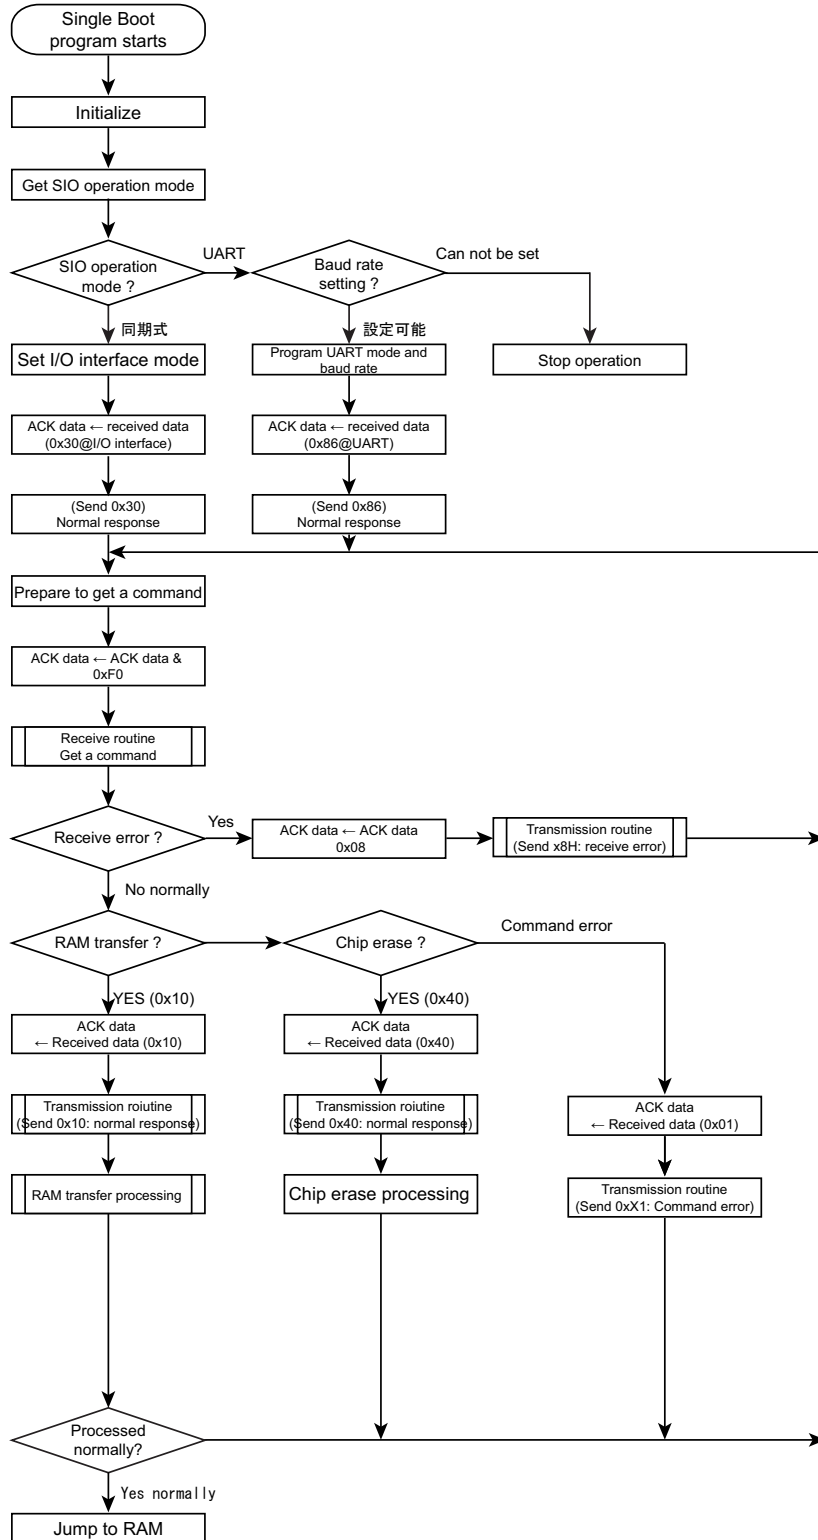 Single Boot
program starts
Initialize
Get SIO operation mode
SIO operation
mode ?
UART
Baud rate
setting ?
Can not be set
同期式
設定可能
Set I/O interface mode
Program UART mode and
baud rate
Stop operation
ACK data ← received data
(0x30@I/O interface)
ACK data ← received data
(0x86@UART)
(Send 0x30)
Normal response
(Send 0x86)
Normal response
Prepare to get a command
ACK data ← ACK data &
0xF0
Receive routine
Get a command
Receive error ?
Yes
ACK data ← ACK data
0x08
Transmission routine
(Send x8H: receive error)
No normally
RAM transfer ?
Chip erase ?
Command error
YES (0x10)
YES (0x40)
ACK data
← Received data (0x10)
ACK data
← Received data (0x40)
ACK data
← Received data (0x01)
Transmission roiutine
(Send 0x10: normal response)
Transmission roiutine
(Send 0x40: normal response)
RAM transfer processing
Chip erase processing
Transmission routine
(Send 0xX1: Command error)
Processed
normally?
Yes normally
Jump to RAM